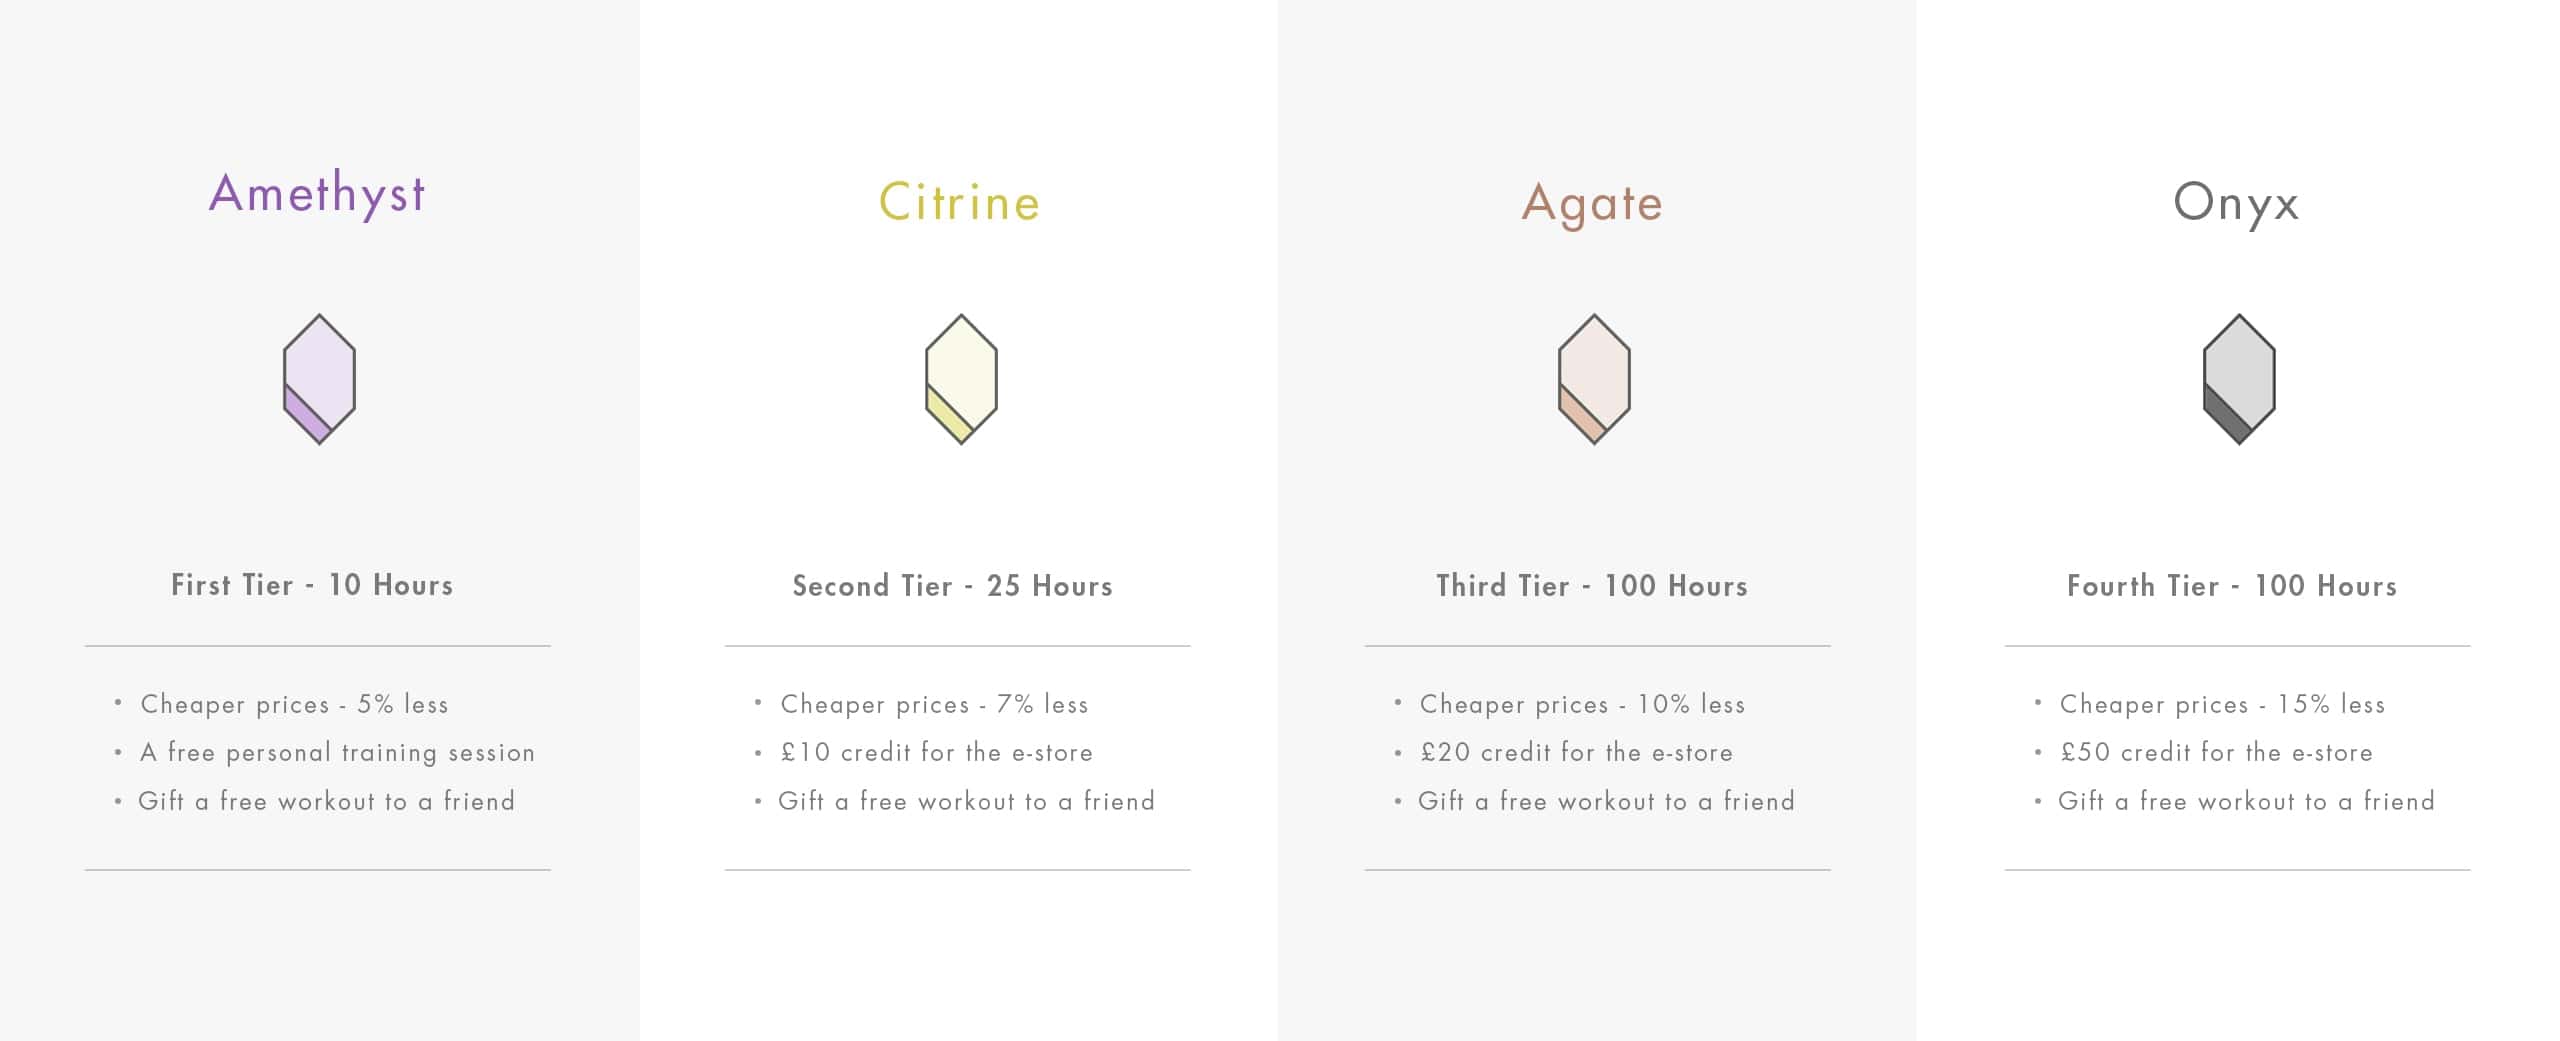 Amethyst
First Tier - 10 Hours
• Cheaper prices - 5% less
• A free personal training session
• Gift a free workout to a friend
Citrine
Second Tier - 25 Hours
• Cheaper prices - 7% less
• £10 credit for the e-store
• Gift a free workout to a friend
Agate
Third Tier - 100 Hours
• Cheaper prices - 10% less
• £20 credit for the e-store
• Gift a free workout to a friend
Onyx
Fourth Tier - 100 Hours
• Cheaper prices - 15% less
• £50 credit for the e-store
• Gift a free workout to a friend